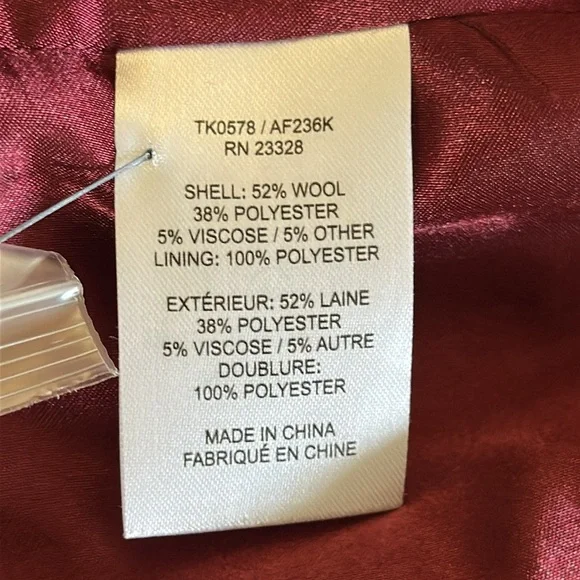 TK0578 / AF236K
RN 23328
SHELL: 52% WOOL
38% POLYESTER
5% VISCOSE / 5% OTHER
LINING: 100% POLYESTER
EXTÉRIEUR: 52% LAINE
38% POLYESTER
5% VISCOSE / 5% AUTRE
DOUBLURE:
100% POLYESTER
MADE IN CHINA
FABRIQUÉ EN CHINE